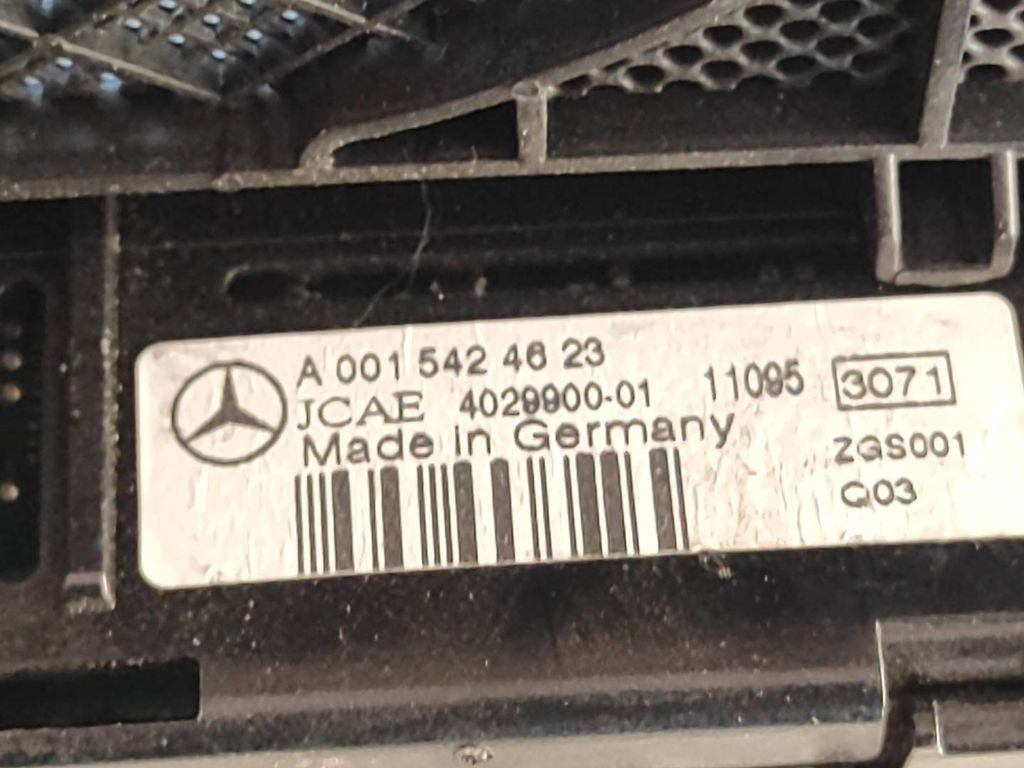 A 001 542 46 23
JCAE 4029900-01 11095 3071
Made in Germany
ZGS001
Q03